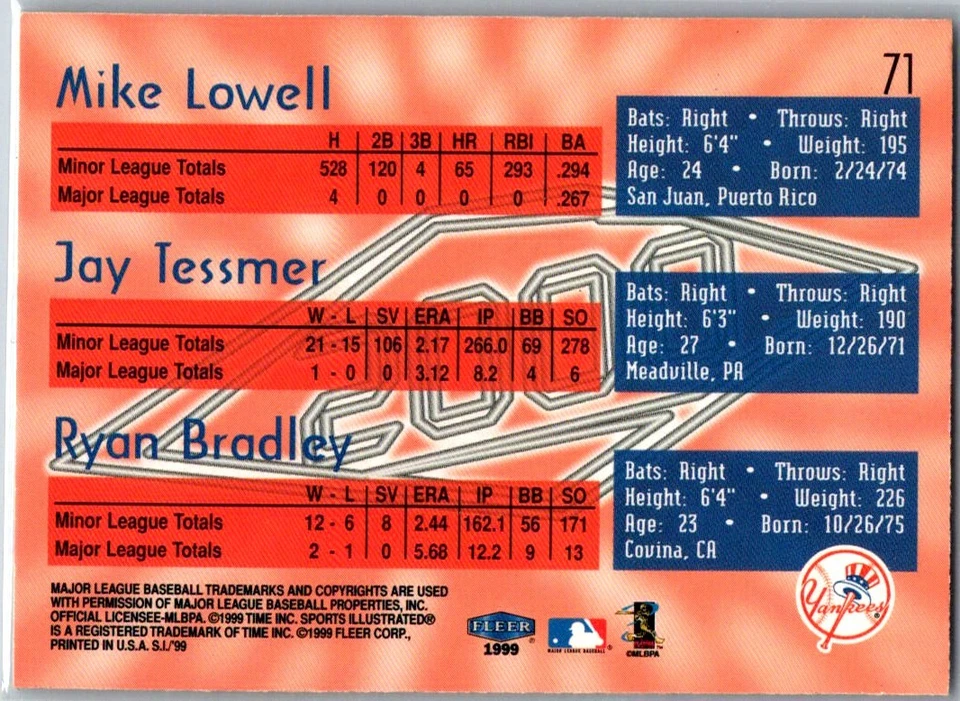 71
Mike Lowell
H 2B 3B HR RBI BA
Minor League Totals 528 120 4 65 293 .294
Major League Totals 4 0 0 0 0 .267
Bats: Right • Throws: Right
Height: 6'4" • Weight: 195
Age: 24 • Born: 2/24/74
San Juan, Puerto Rico
Jay Tessmer
W - L SV ERA IP BB SO
Minor League Totals 21 - 15 106 2.17 266.0 69 278
Major League Totals 1 - 0 0 3.12 8.2 4 6
Bats: Right • Throws: Right
Height: 6'3" • Weight: 190
Age: 27 • Born: 12/26/71
Meadville, PA
2000
Ryan Bradley
W - L SV ERA IP BB SO
Minor League Totals 12 - 6 8 2.44 162.1 56 171
Major League Totals 2 - 1 0 5.68 12.2 9 13
Bats: Right • Throws: Right
Height: 6'4" • Weight: 226
Age: 23 • Born: 10/26/75
Covina, CA
MAJOR LEAGUE BASEBALL TRADEMARKS AND COPYRIGHTS ARE USED
WITH PERMISSION OF MAJOR LEAGUE BASEBALL PROPERTIES, INC.
OFFICIAL LICENSEE-MLBPA. ©1999 TIME INC. SPORTS ILLUSTRATED®
IS A REGISTERED TRADEMARK OF TIME INC. ©1999 FLEER CORP.,
PRINTED IN U.S.A. S.I./'99
FLEER ®
1999
MAJOR LEAGUE BASEBALL
©MLBPA
Yankees ®